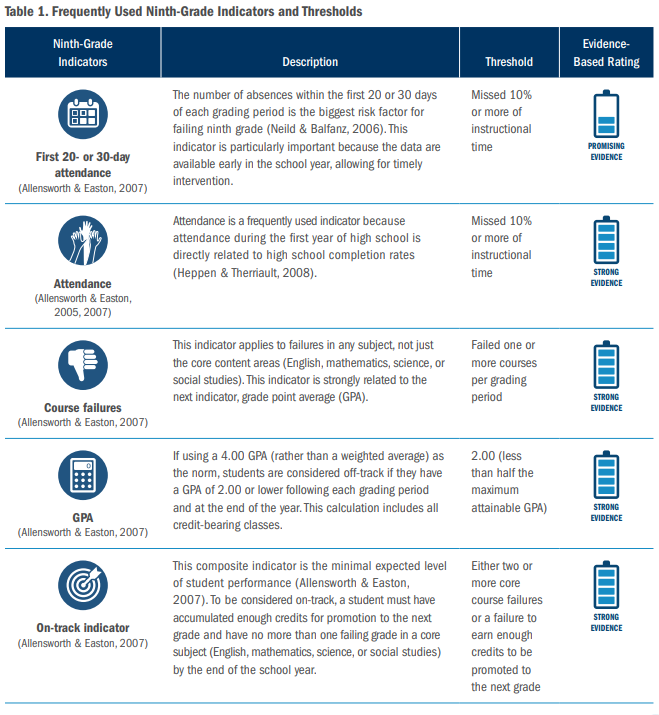 Table 1. Frequently Used Ninth-Grade Indicators and Thresholds
Ninth-Grade
Indicators
Description
Threshold
Evidence-
Based Rating
First 20- or 30-day
attendance
(Allensworth & Easton, 2007)
The number of absences within the first 20 or 30 days
of each grading period is the biggest risk factor for
failing ninth grade (Neild & Balfanz, 2006). This
indicator is particularly important because the data are
available early in the school year, allowing for timely
intervention.
Missed 10%
or more of
instructional
time
PROMISING
EVIDENCE
Attendance
(Allensworth & Easton,
2005, 2007)
Attendance is a frequently used indicator because
attendance during the first year of high school is
directly related to high school completion rates
(Heppen & Therriault, 2008).
Missed 10%
or more of
instructional
time
STRONG
EVIDENCE
Course failures
(Allensworth & Easton, 2007)
This indicator applies to failures in any subject, not just
the core content areas (English, mathematics, science, or
social studies). This indicator is strongly related to the
next indicator, grade point average (GPA).
Failed one or
more courses
per grading
period
STRONG
EVIDENCE
GPA
(Allensworth & Easton, 2007)
If using a 4.00 GPA (rather than a weighted average) as
the norm, students are considered off-track if they have
a GPA of 2.00 or lower following each grading period
and at the end of the year. This calculation includes all
credit-bearing classes.
2.00 (less
than half the
maximum
attainable GPA)
STRONG
EVIDENCE
On-track indicator
(Allensworth & Easton, 2007)
This composite indicator is the minimal expected level
of student performance (Allensworth & Easton,
2007). To be considered on-track, a student must have
accumulated enough credits for promotion to the next
grade and have no more than one failing grade in a core
subject (English, mathematics, science, or social studies)
by the end of the school year.
Either two or
more core
course failures
or a failure to
earn enough
credits to be
promoted to
the next grade
STRONG
EVIDENCE